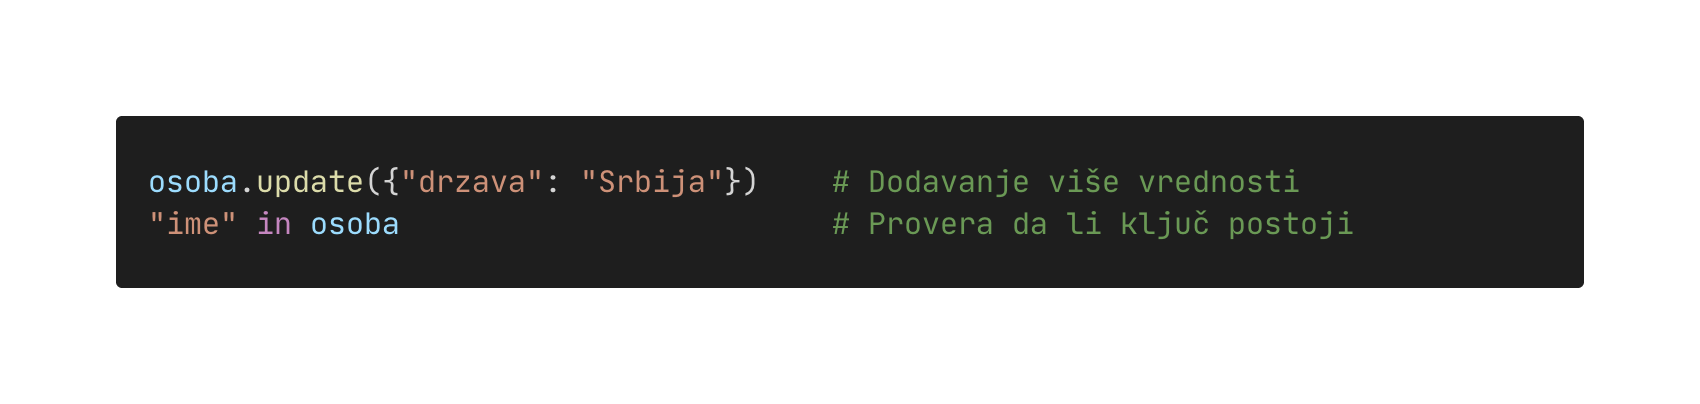 osoba.update({"drzava": "Srbija"})    # Dodavanje više vrednosti
"ime" in osoba                        # Provera da li ključ postoji